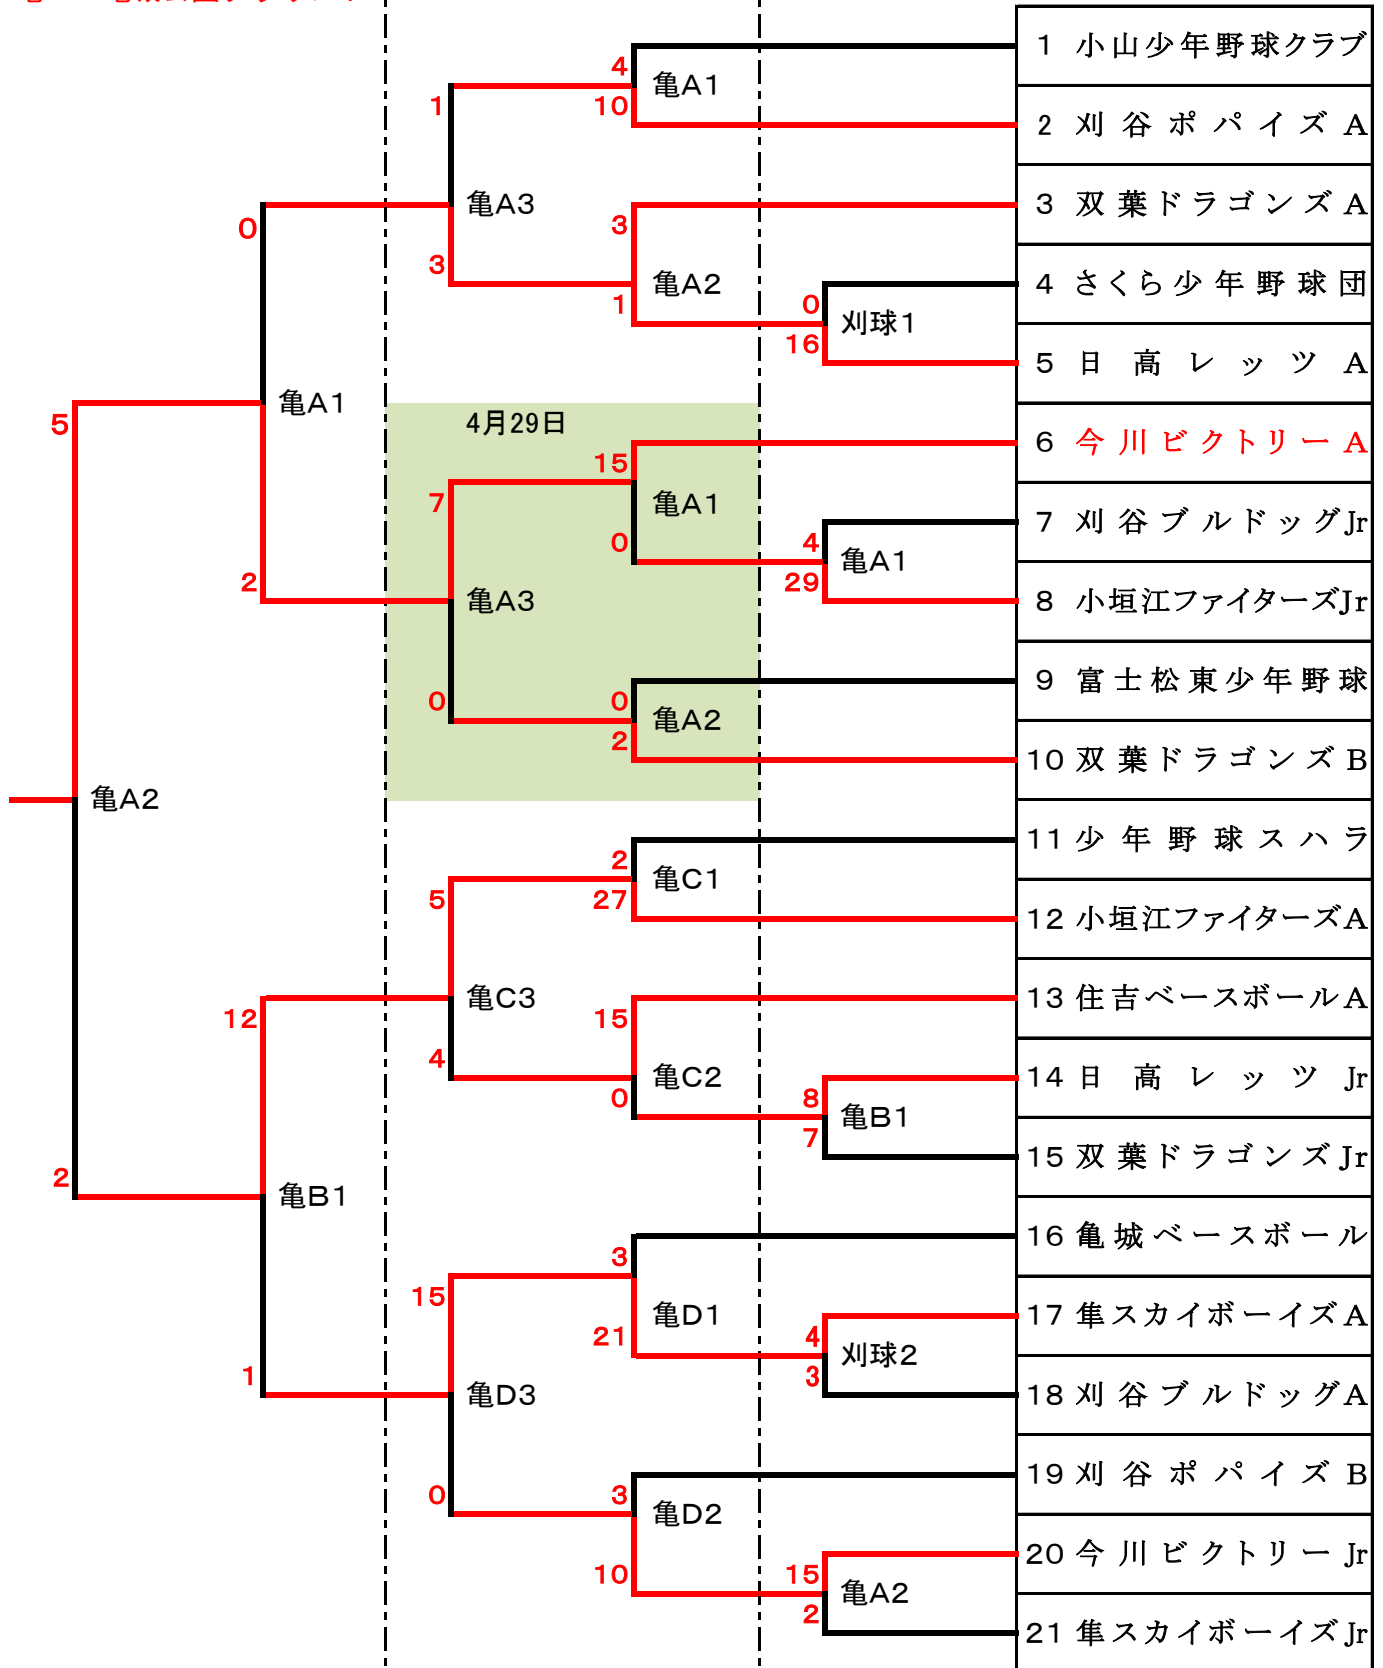 1 小山少年野球クラブ
4
亀A1
1
10
2 刈谷ポパイズA
亀A3
3 双葉ドラゴンズA
0
3
3
亀A2
4 さくら少年野球団
1
0
刈球1
16
5 日高レッツA
亀A1
5
4月29日
6 今川ビクトリーA
15
7
亀A1
7 刈谷ブルドッグJr
0
4
亀A1
2
29
亀A3
8 小垣江ファイターズJr
9 富士松東少年野球
0
0
亀A2
2
10 双葉ドラゴンズB
亀A2
11 少年野球スハラ
2
亀C1
5
27
12 小垣江ファイターズA
亀C3
13 住吉ベースボールA
12
15
4
亀C2
14 日高レッツJr
0
8
亀B1
7
15 双葉ドラゴンズJr
2
亀B1
16 亀城ベースボール
3
15
亀D1
17 隼スカイボーイズA
21
4
刈球2
1
3
亀D3
18 刈谷ブルドッグA
19 刈谷ポパイズB
0
3
亀D2
20 今川ビクトリーJr
10
15
亀A2
2
21 隼スカイボーイズJr